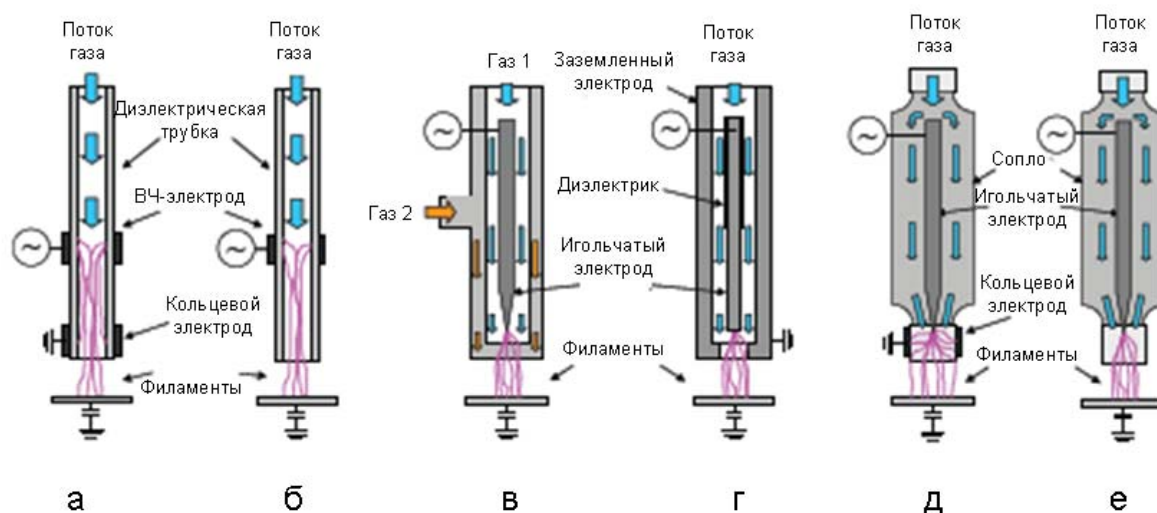 Поток
газа
Поток
газа
Диэлектрическая
трубка
ВЧ-электрод
Кольцевой
электрод
Филаменты
Газ 1
Газ 2
Поток
газа
Заземленный
электрод
Диэлектрик
Игольчатый
электрод
Филаменты
Поток
газа
Поток
газа
Сопло
Игольчатый
электрод
Кольцевой
электрод
Филаменты
а б в г д е